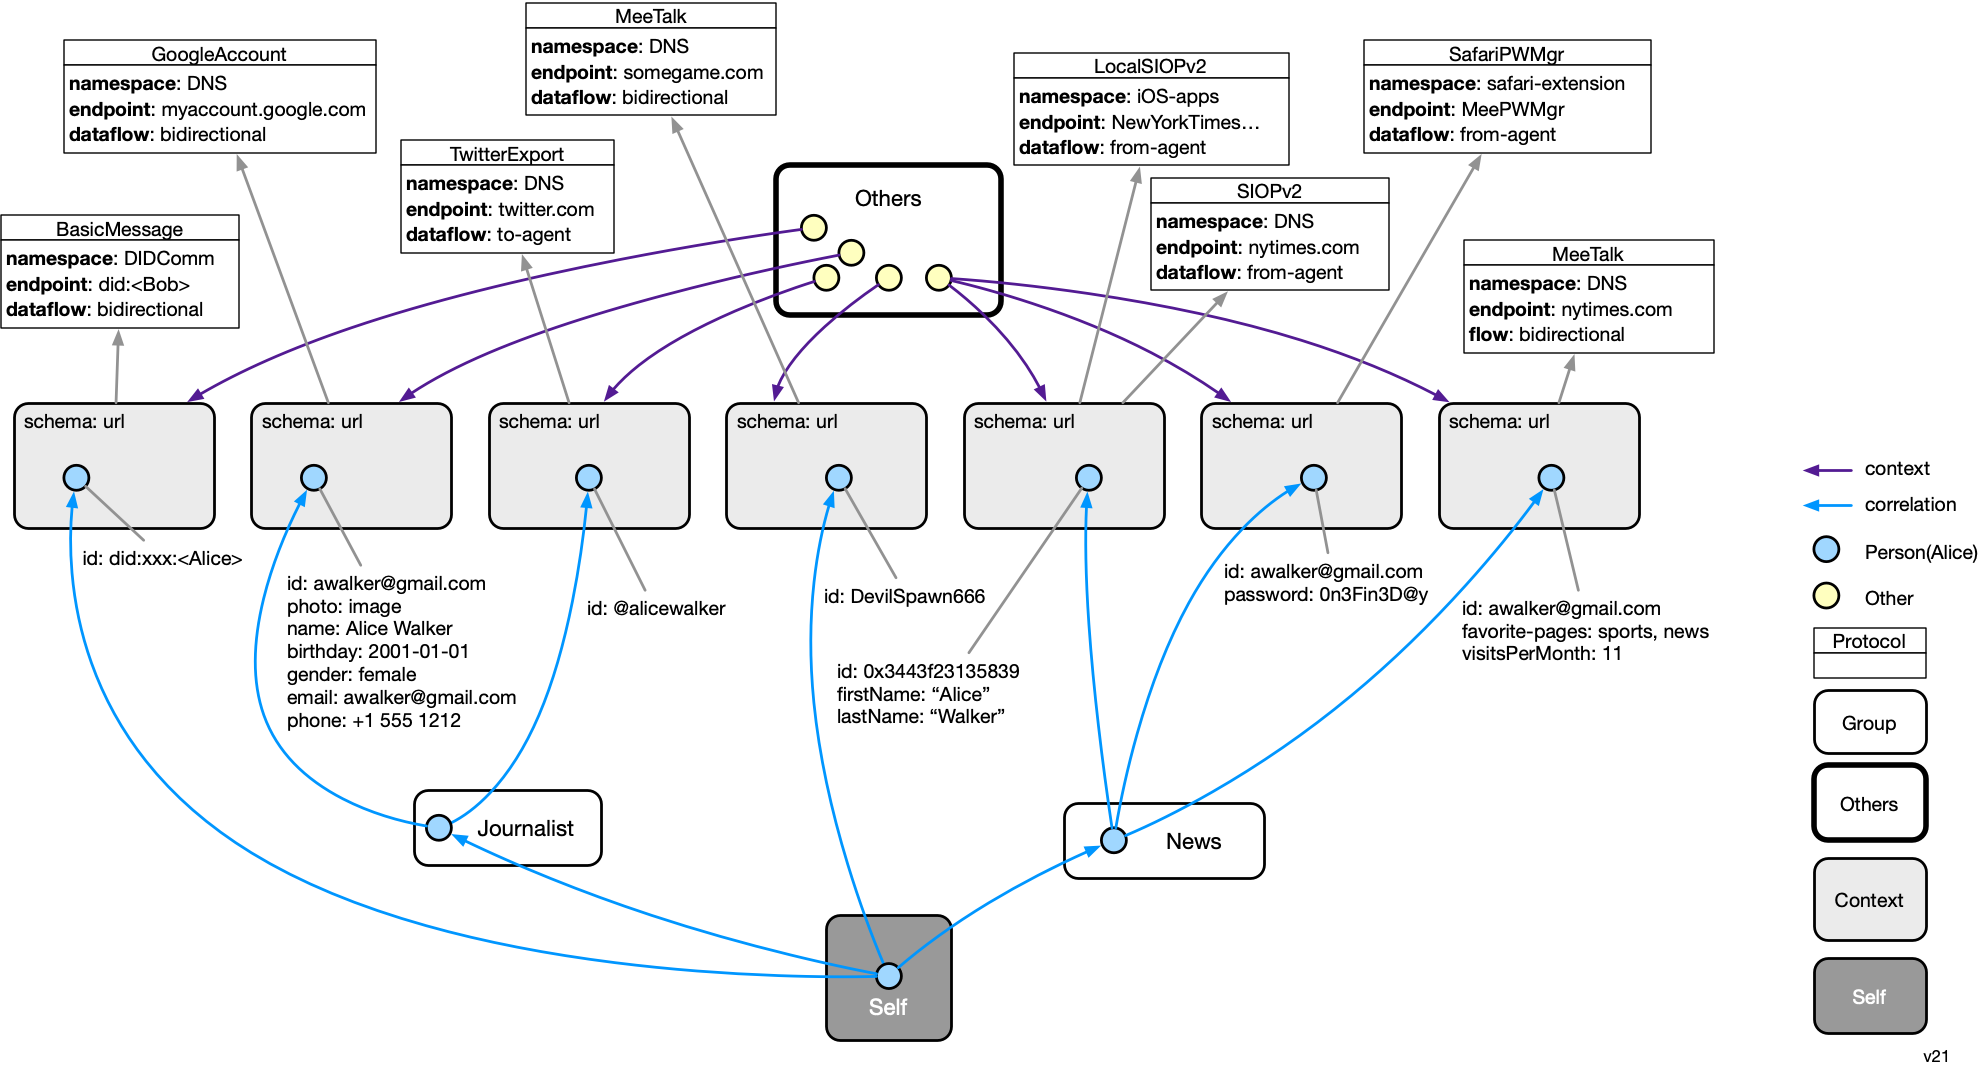 MeeTalk
namespace: DNS
endpoint: somegame.com
dataflow: bidirectional
GoogleAccount
namespace: DNS
endpoint: myaccount.google.com
dataflow: bidirectional
LocalSIOPv2
namespace: iOS-apps
endpoint: NewYorkTimes…
dataflow: from-agent
SafariPWMgr
namespace: safari-extension
endpoint: MeePWMgr
dataflow: from-agent
TwitterExport
namespace: DNS
endpoint: twitter.com
dataflow: to-agent
Others
SIOPv2
namespace: DNS
endpoint: nytimes.com
dataflow: from-agent
BasicMessage
namespace: DIDComm
endpoint: did:<Bob>
dataflow: bidirectional
MeeTalk
namespace: DNS
endpoint: nytimes.com
flow: bidirectional
schema: url
schema: url
schema: url
schema: url
schema: url
schema: url
schema: url
id: did:xxx:<Alice>
id: awalker@gmail.com
photo: image
name: Alice Walker
birthday: 2001-01-01
gender: female
email: awalker@gmail.com
phone: +1 555 1212
id: @alicewalker
id: DevilSpawn666
id: 0x3443f23135839
firstName: “Alice”
lastName: “Walker”
id: awalker@gmail.com
password: 0n3Fin3D@y
id: awalker@gmail.com
favorite-pages: sports, news
visitsPerMonth: 11
Journalist
News
Self
context
correlation
Person(Alice)
Other
Protocol
Group
Others
Context
Self
v21